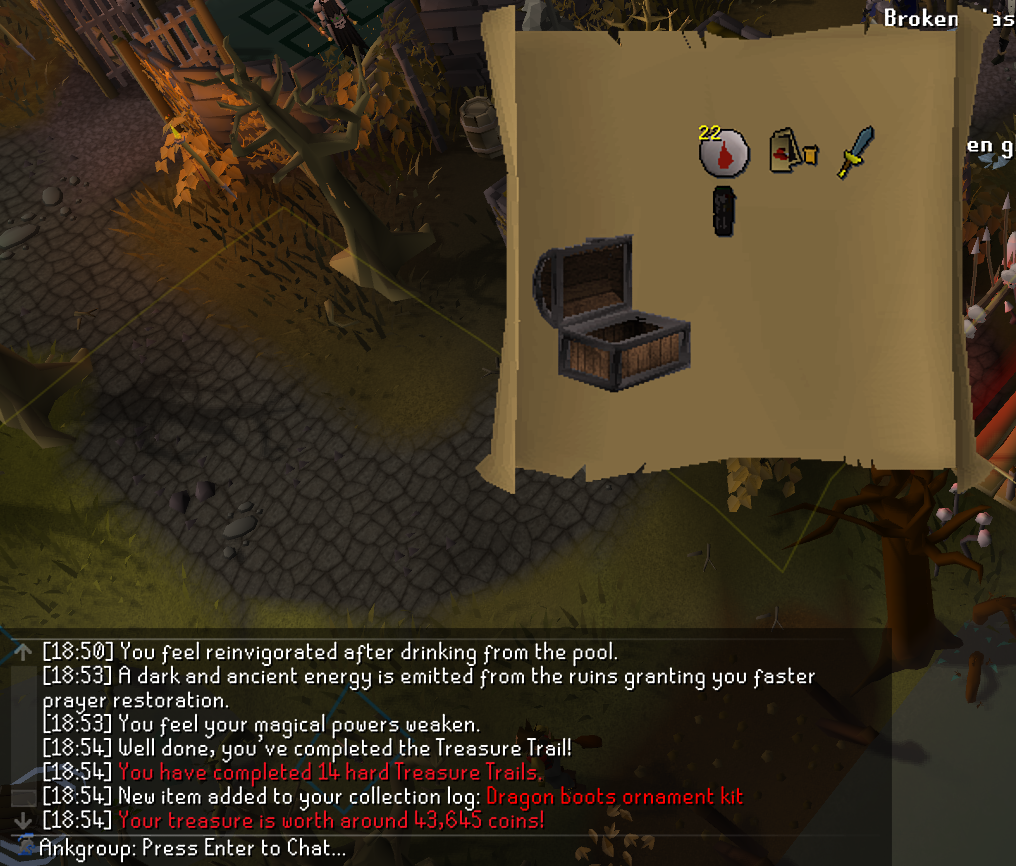 Broken
en g
22
[18:50] You feel reinvigorated after drinking from the pool.
[18:53] A dark and ancient energy is emitted from the ruins granting you faster
prayer restoration.
[18:53] You feel your magical powers weaken.
[18:54] Well done, you've completed the Treasure Trail!
[18:54] You have completed 14 hard Treasure Trails.
[18:54] New item added to your collection log: Dragon boots ornament kit
[18:54] Your treasure is worth around 43,645 coins!
Ankgroup: Press Enter to Chat...